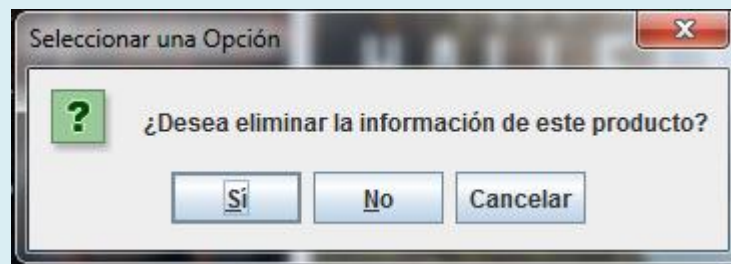 Seleccionar una Opción
X
?
¿Desea eliminar la información de este producto?
Sí
No
Cancelar